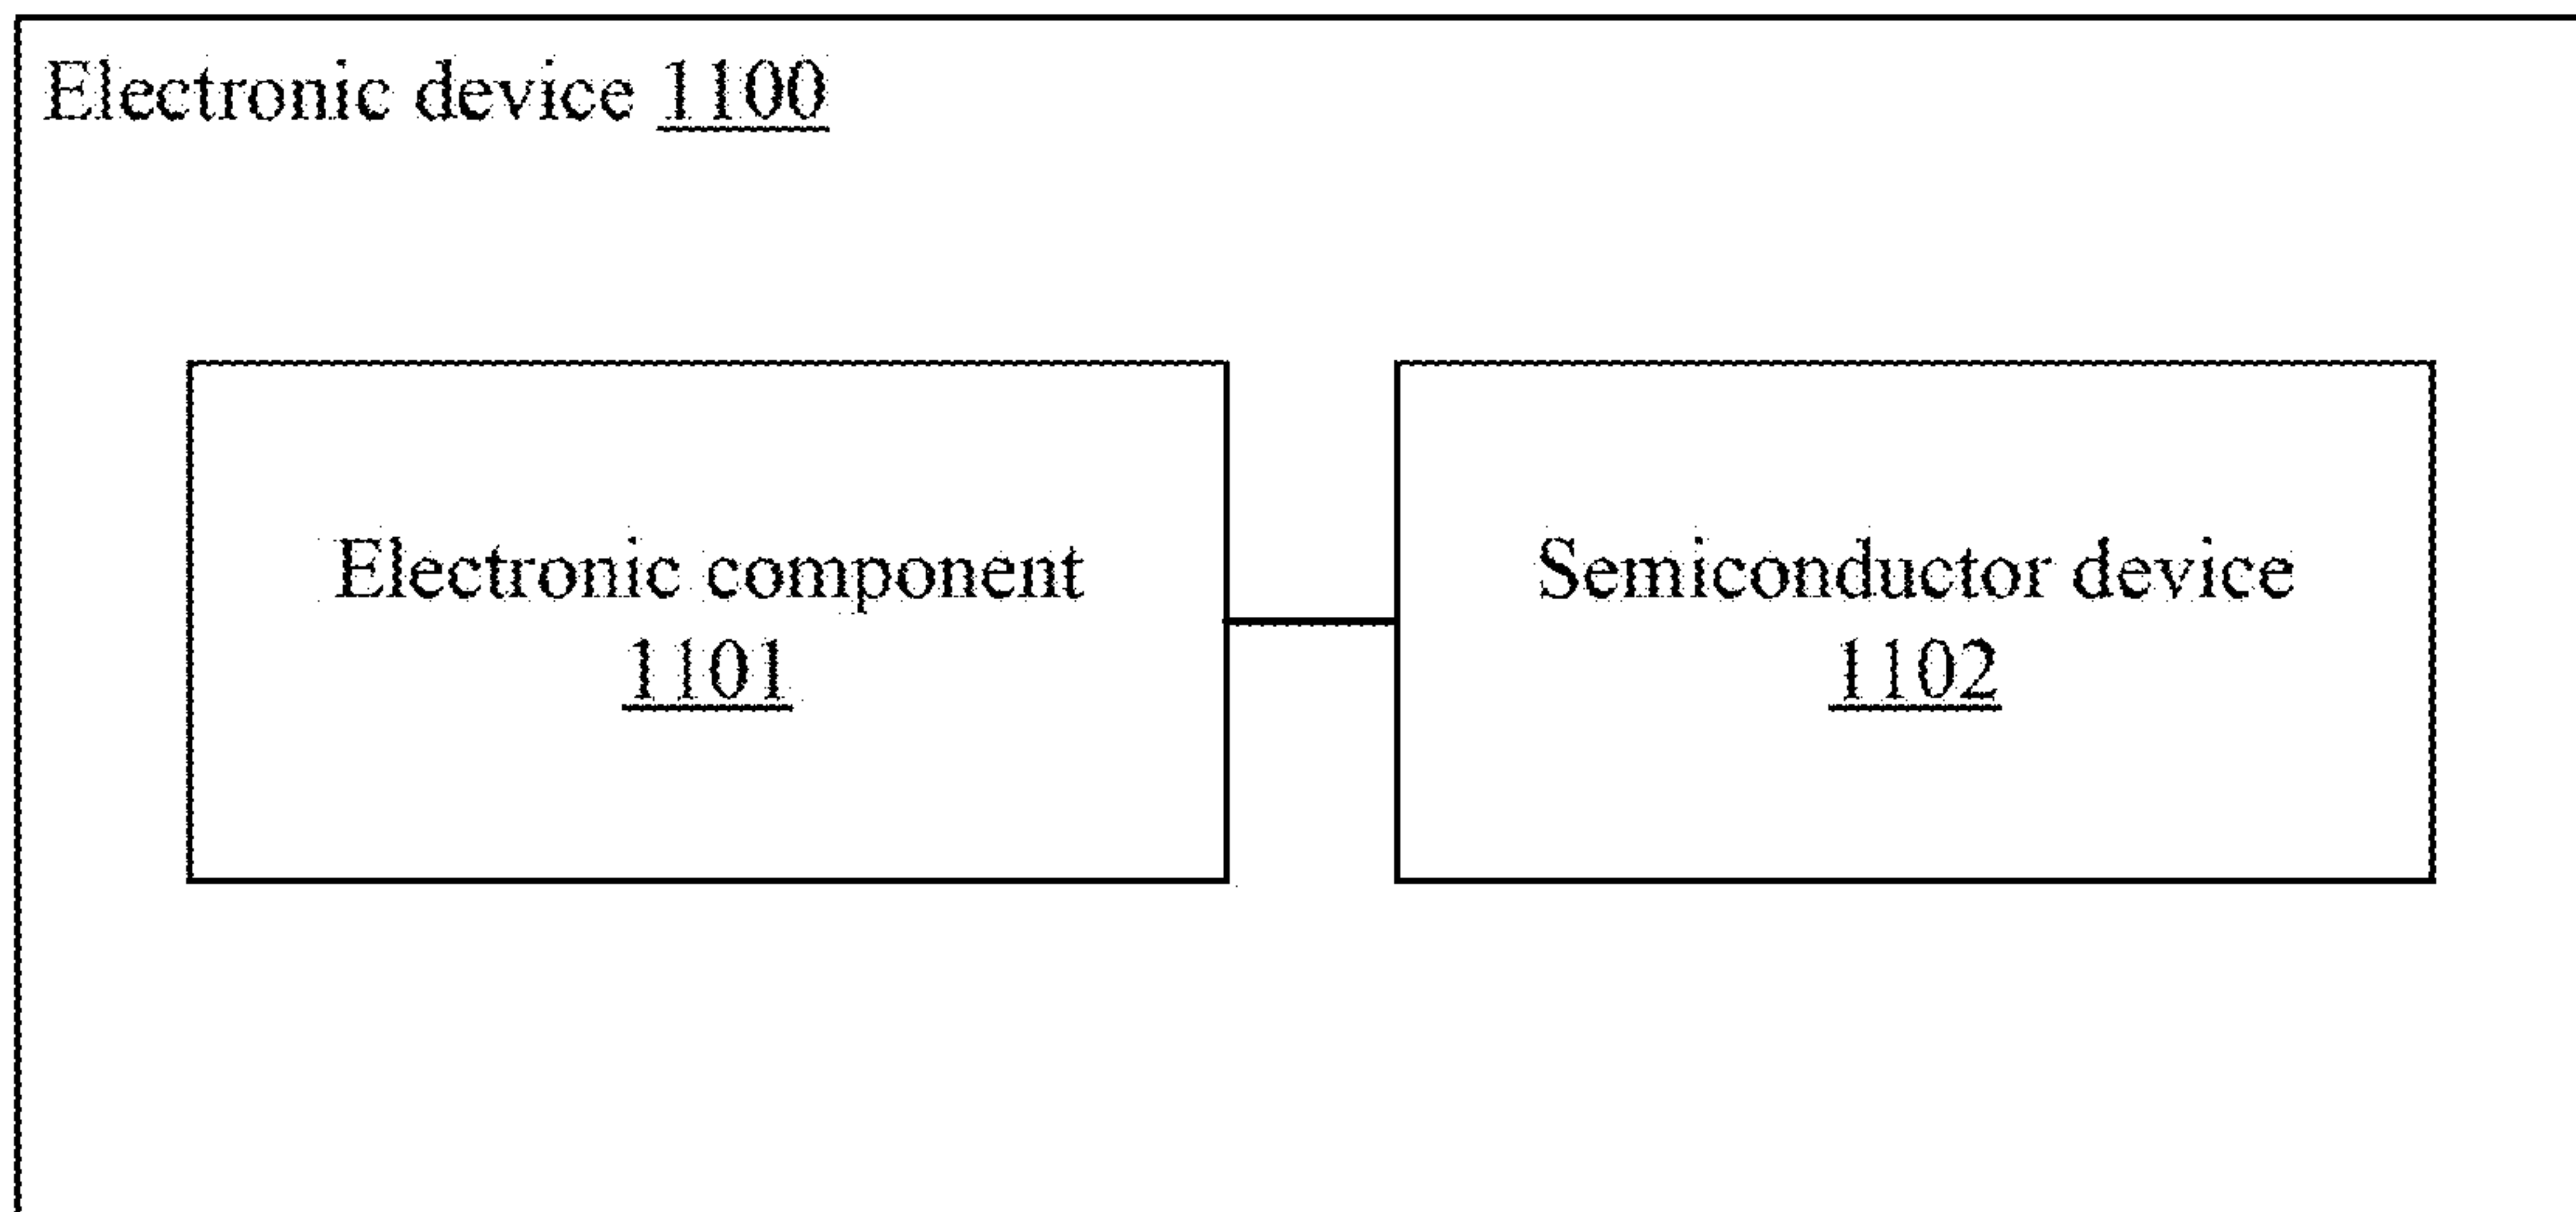 Electronic device 1100
Electronic component
1101
Semiconductor device
1102